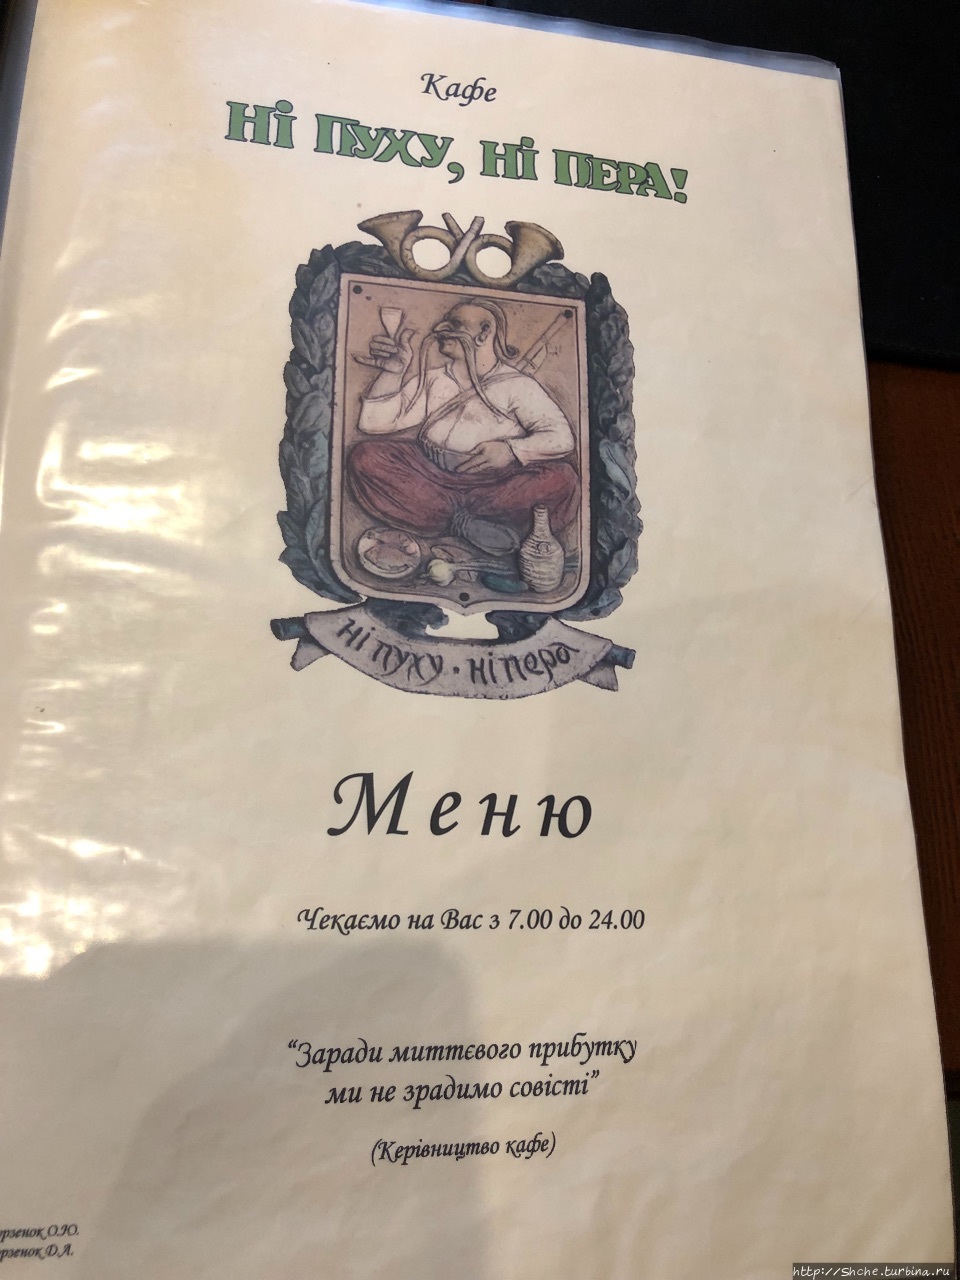 Кафе
Ні пуху, ні пера!
ні пуху · ні пера
Меню
Чекаємо на Вас з 7.00 до 24.00
“Заради миттєвого прибутку
ми не зрадимо совісті”
(Керівництво кафе)
О.Ю.
Д.А.
http://Shche.turbina.ru